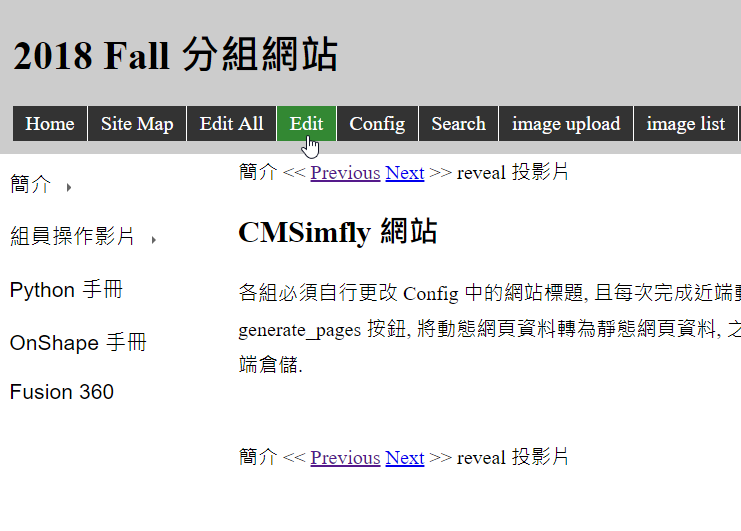 2018 Fall 分組網站
Home Site Map Edit All Edit Config Search image upload image list
簡介
組員操作影片
Python 手冊
OnShape 手冊
Fusion 360
簡介 << Previous Next >> reveal 投影片
CMSimfly 網站
各組必須自行更改 Config 中的網站標題, 且每次完成近端
generate_pages 按鈕, 將動態網頁資料轉為靜態網頁資料, 之
端倉儲.
簡介 << Previous Next >> reveal 投影片